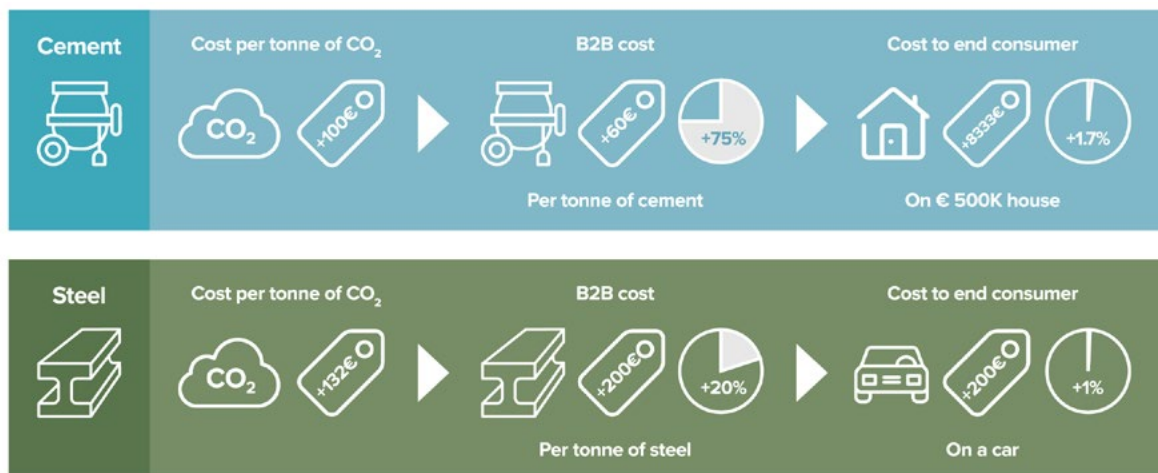 Cement
Cost per tonne of CO₂
B2B cost
Cost to end consumer
CO₂
+100€
+60€
+75%
+8333€
+1.7%
Per tonne of cement
On € 500K house
Steel
Cost per tonne of CO₂
B2B cost
Cost to end consumer
CO₂
+132€
+200€
+20%
+200€
+1%
Per tonne of steel
On a car